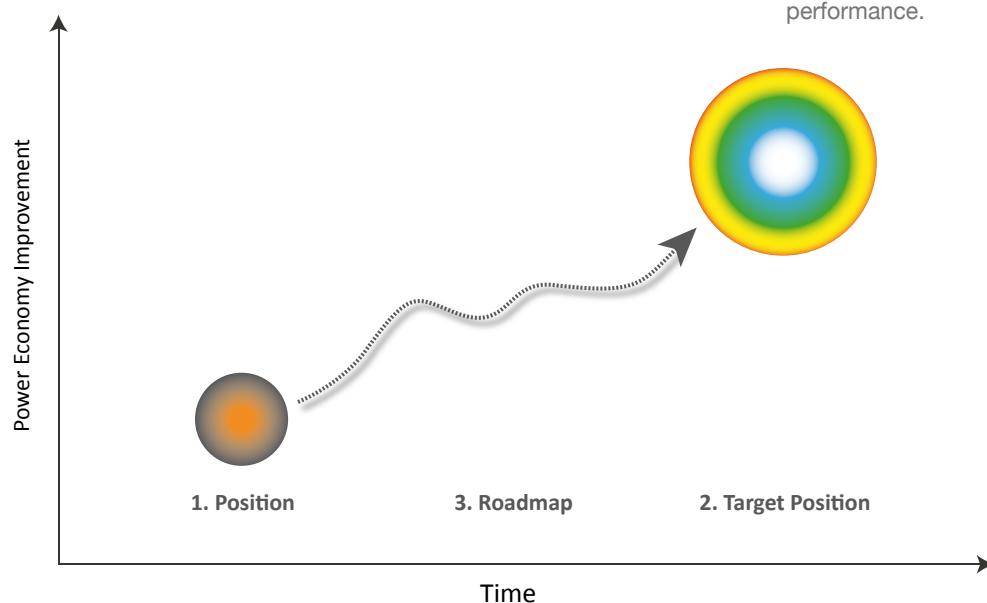 performance.
Power Economy Improvement
1. Position
3. Roadmap
2. Target Position
Time